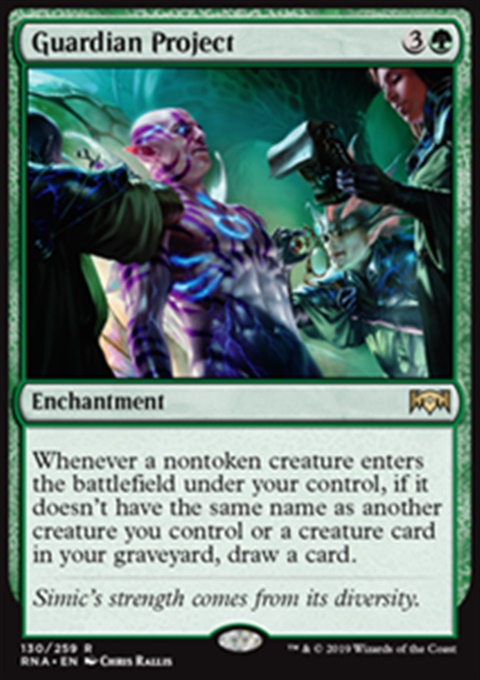 Guardian Project 3
Enchantment
Whenever a nontoken creature enters
the battlefield under your control, if it
doesn't have the same name as another
creature you control or a creature card
in your graveyard, draw a card.
Simic's strength comes from its diversity.
130/259 R
RNA • EN Chris Rallis
™ & © 2019 Wizards of the Coast